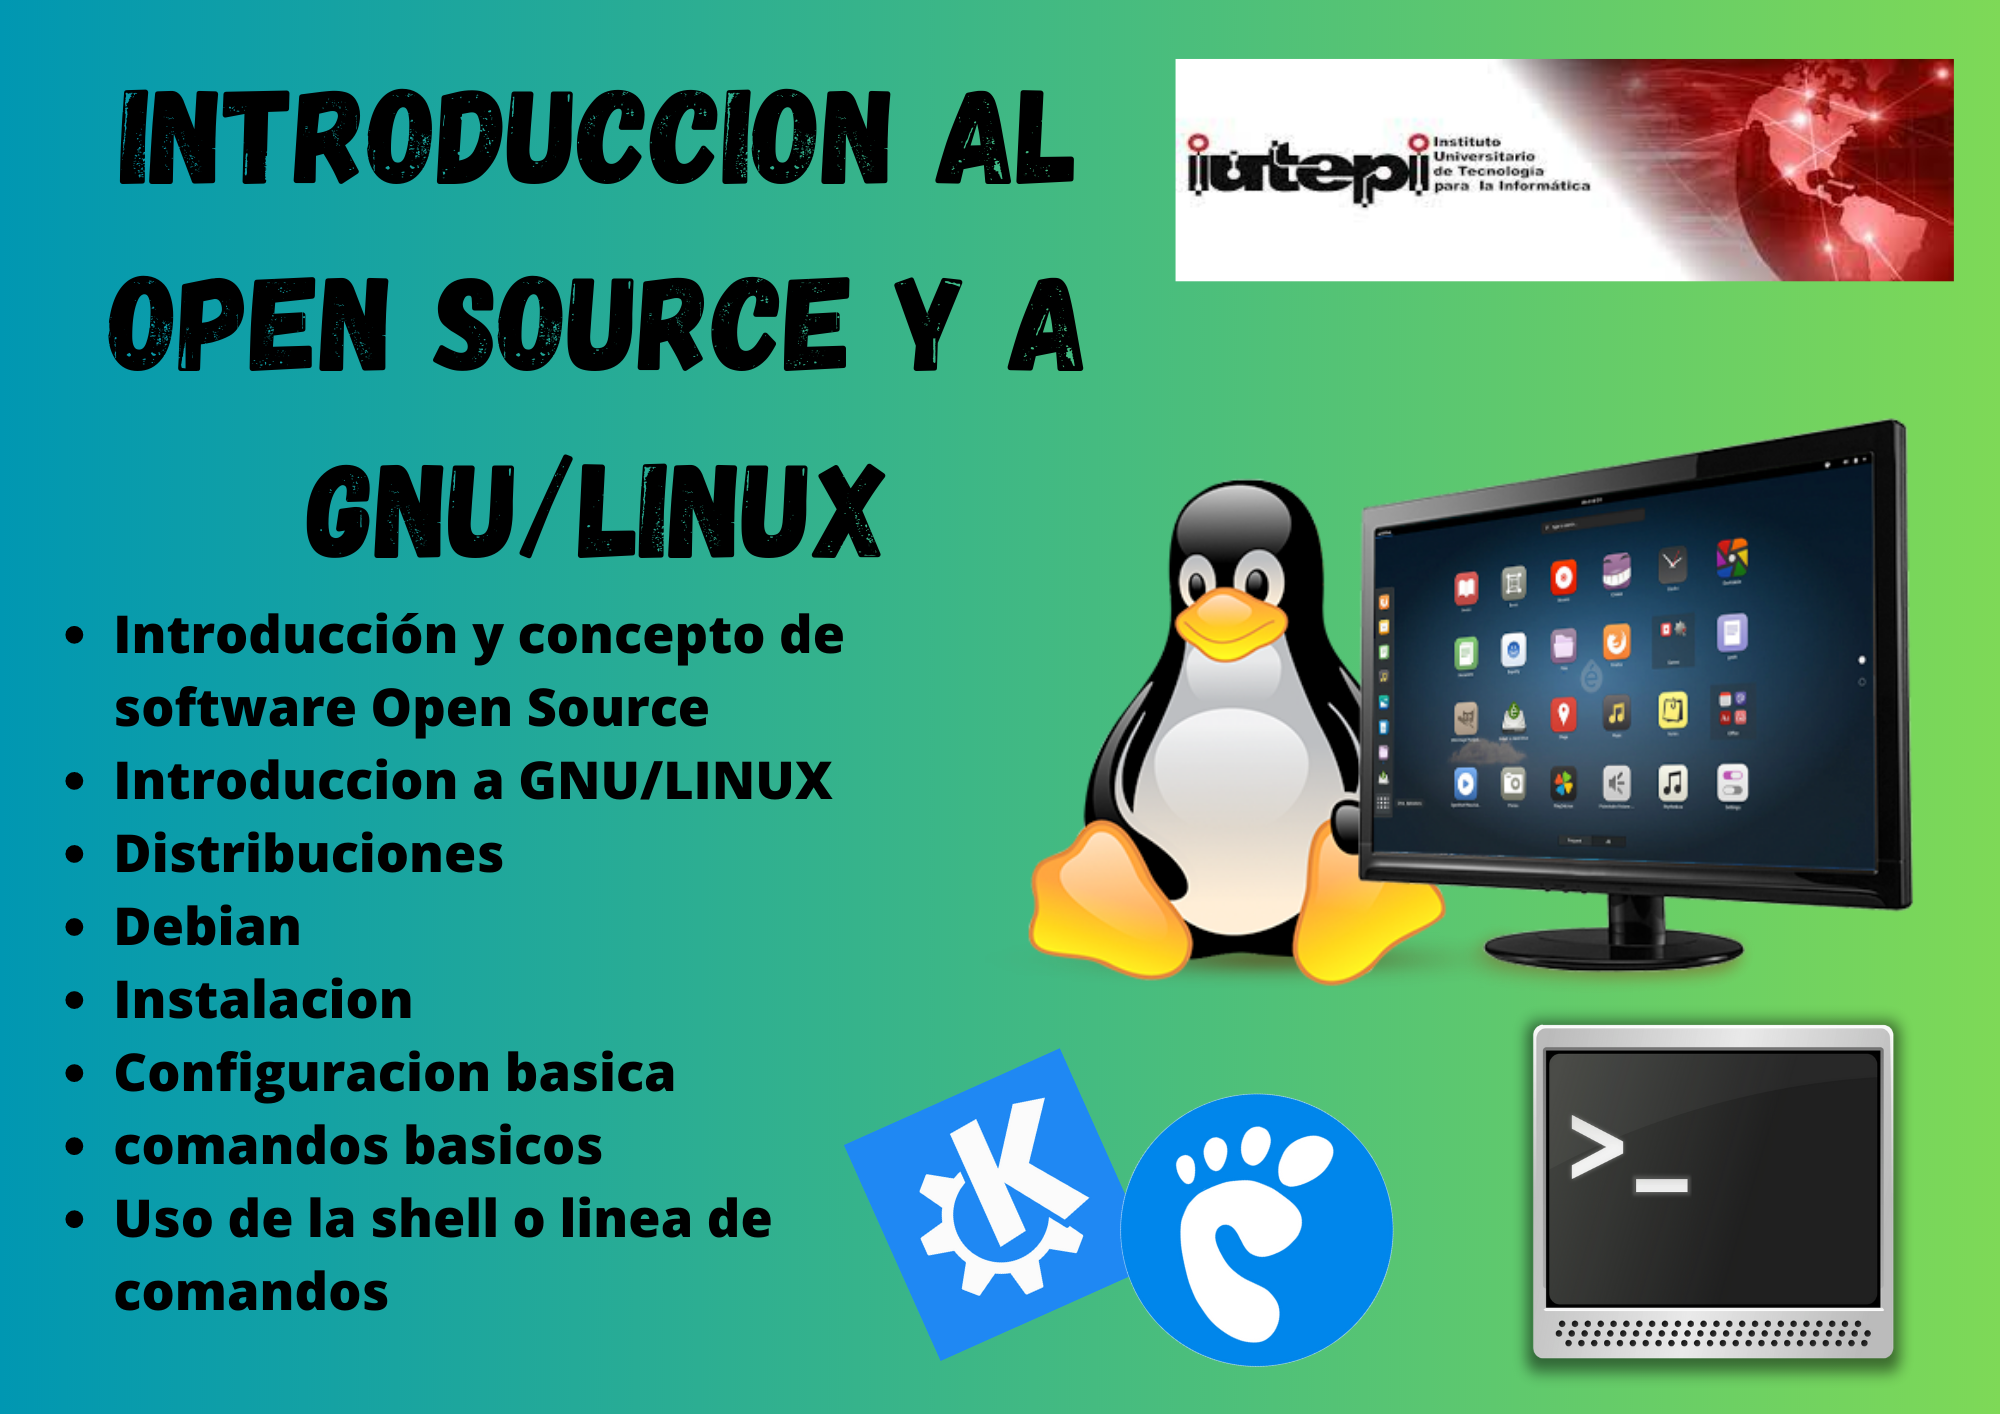 INTRODUCCION AL
OPEN SOURCE Y A
GNU/LINUX
iutepi
Instituto
Universitario
de Tecnología
para la Informática
• Introducción y concepto de
software Open Source
• Introduccion a GNU/LINUX
• Distribuciones
• Debian
• Instalacion
• Configuracion basica
• comandos basicos
• Uso de la shell o linea de
comandos
K
>_